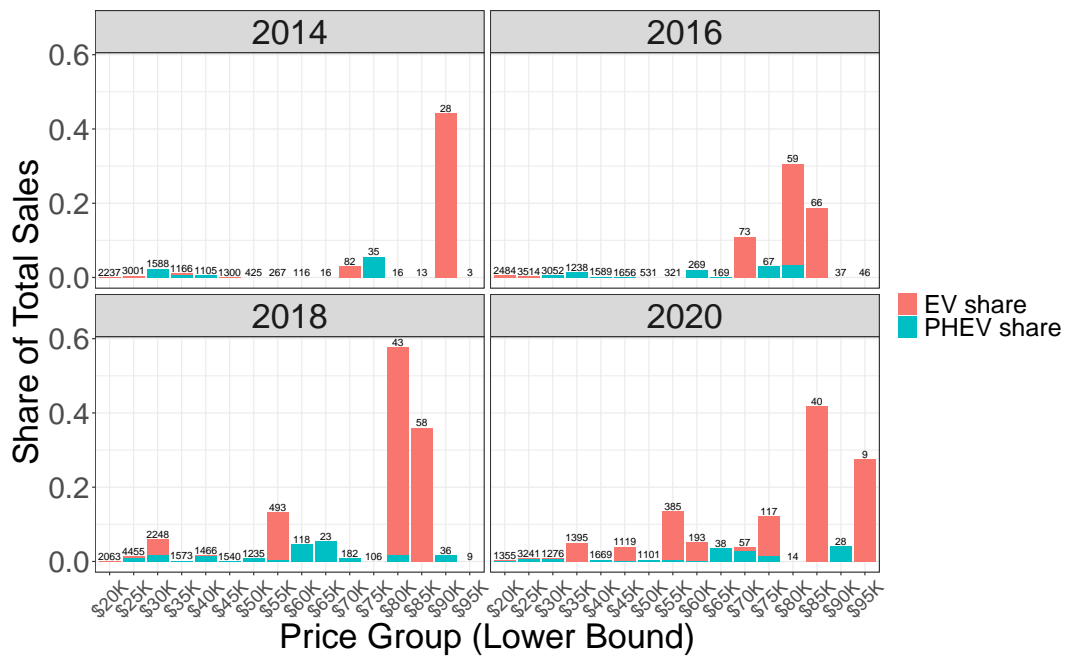 2014
2016
0.6
0.4
0.2
0.0
2237 3001 1588 1166 1105 1300 425 267 116 16 82 35 16 13 28 3
2484 3514 3052 1238 1589 1656 531 321 269 169 73 67 59 66 37 46
2018
2020
0.6
0.4
0.2
0.0
2063 4455 2248 1573 1466 1540 1235 493 118 23 182 106 43 58 36 9
1355 3241 1276 1395 1669 1119 1101 385 193 38 57 117 14 40 28 9
$20K $25K $30K $35K $40K $45K $50K $55K $60K $65K $70K $75K $80K $85K $90K $95K
$20K $25K $30K $35K $40K $45K $50K $55K $60K $65K $70K $75K $80K $85K $90K $95K
Price Group (Lower Bound)
Share of Total Sales
EV share
PHEV share